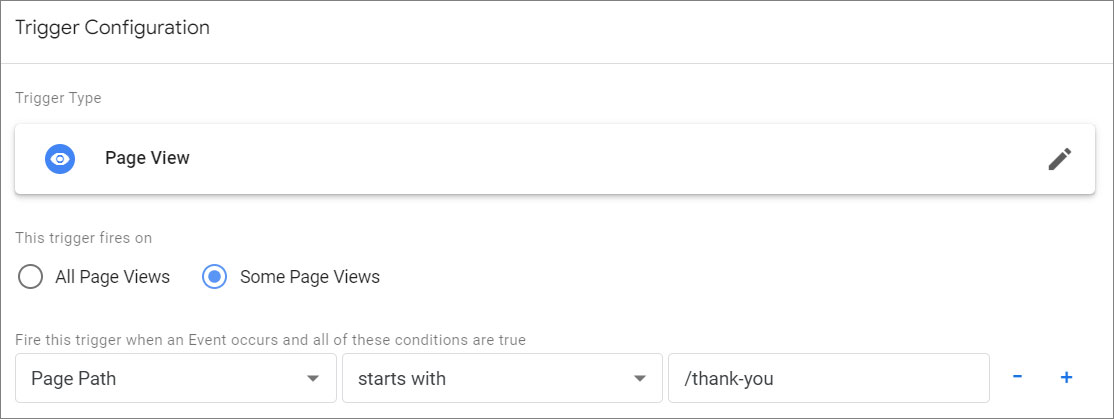 Trigger Configuration
Trigger Type
Page View
This trigger fires on
All Page Views Some Page Views
Fire this trigger when an Event occurs and all of these conditions are true
Page Path starts with /thank-you - +